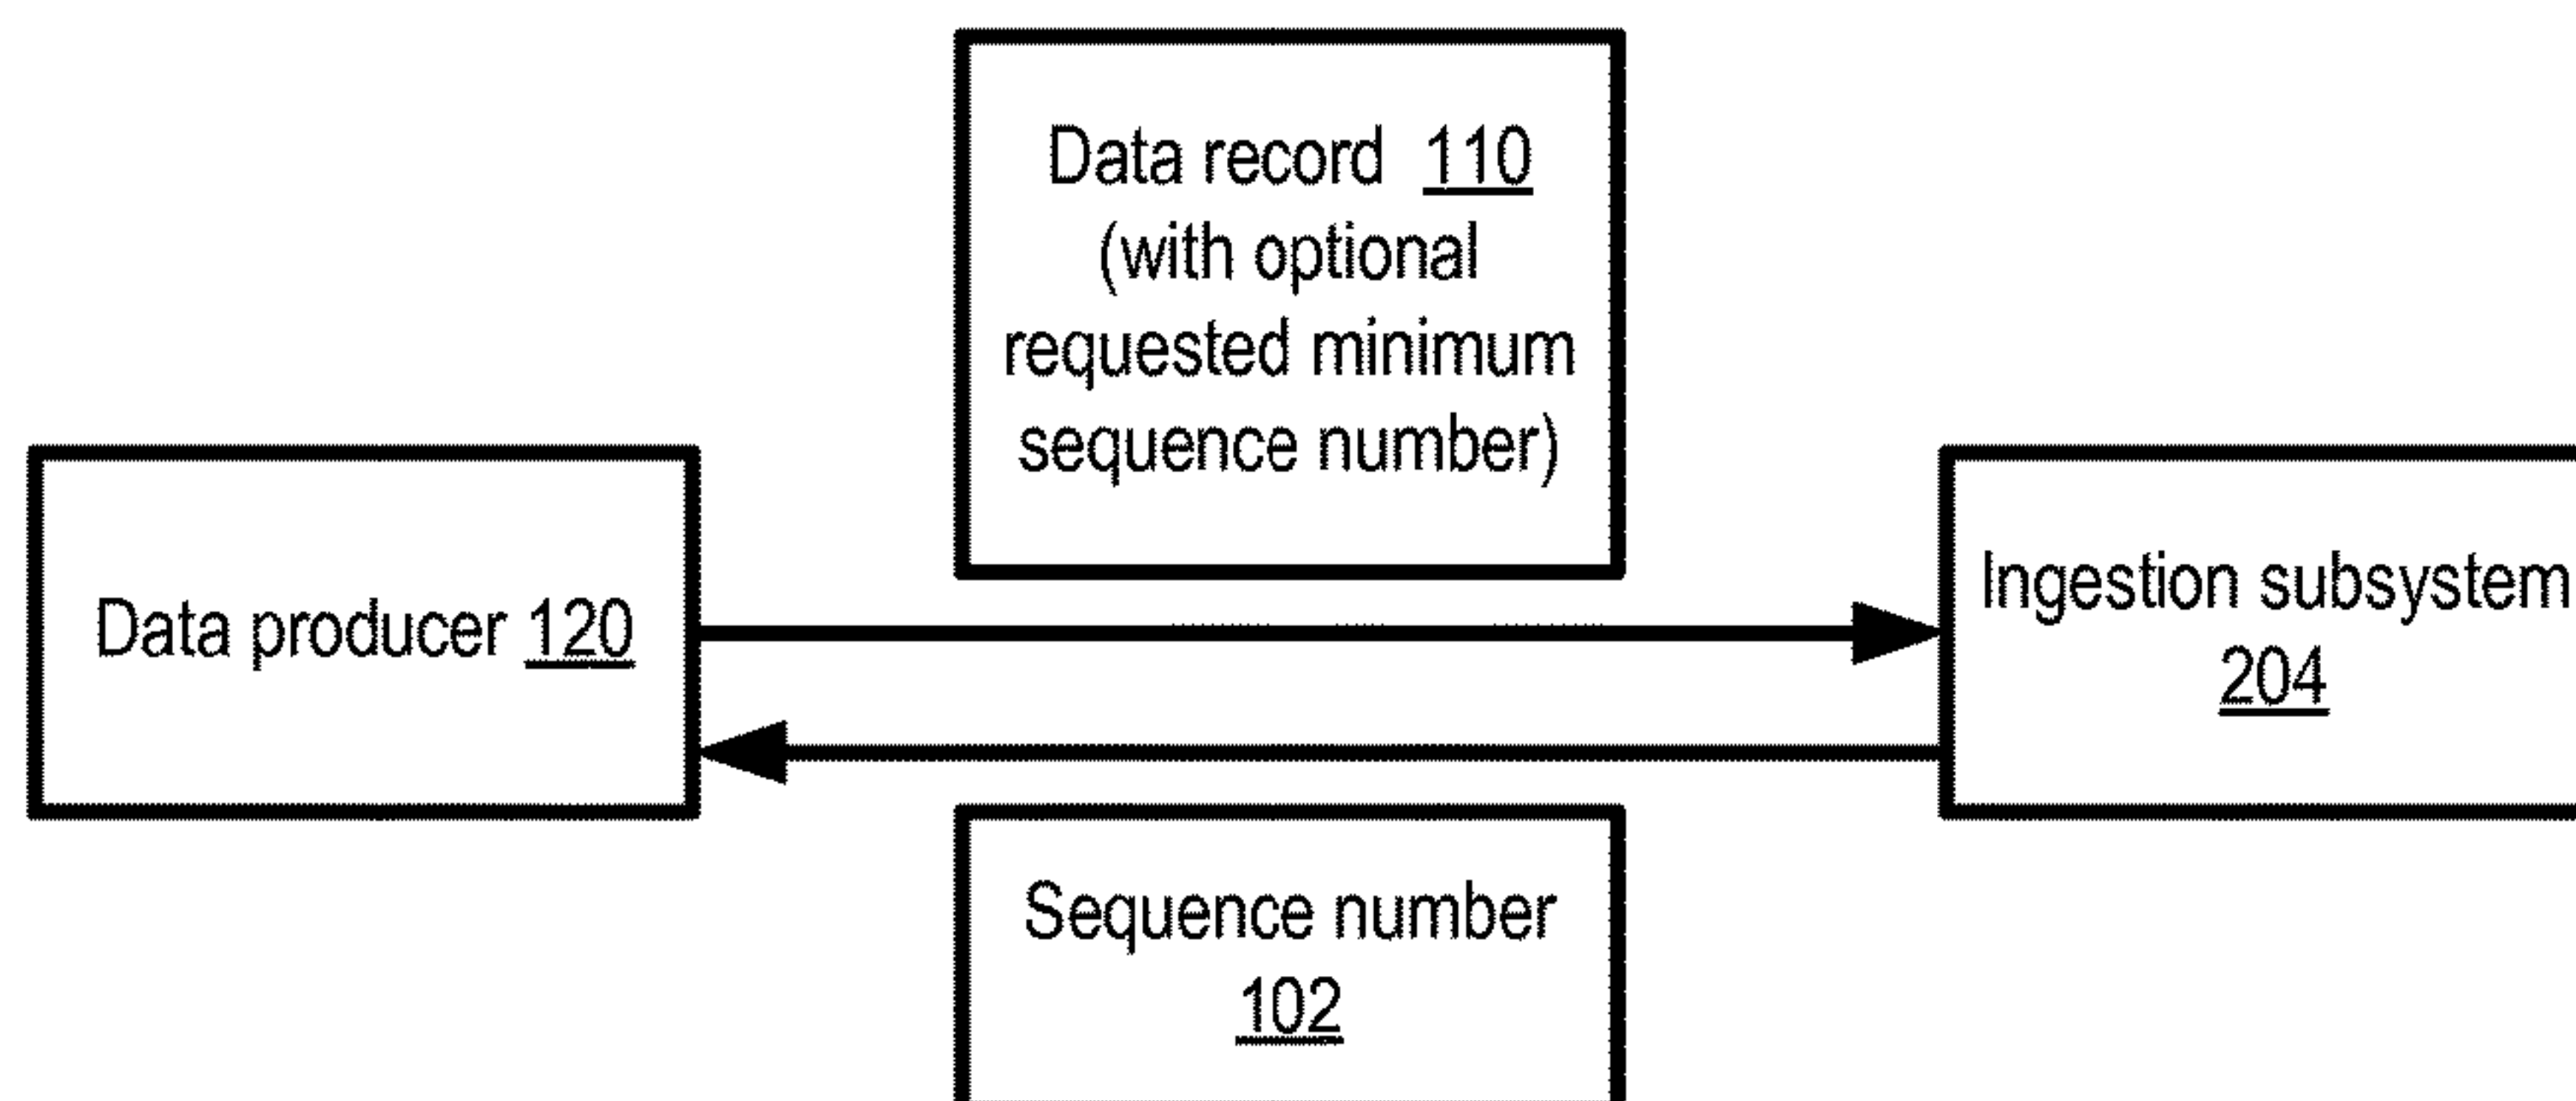 Data record 110
(with optional
requested minimum
sequence number)
Data producer 120
Ingestion subsystem
204
Sequence number
102